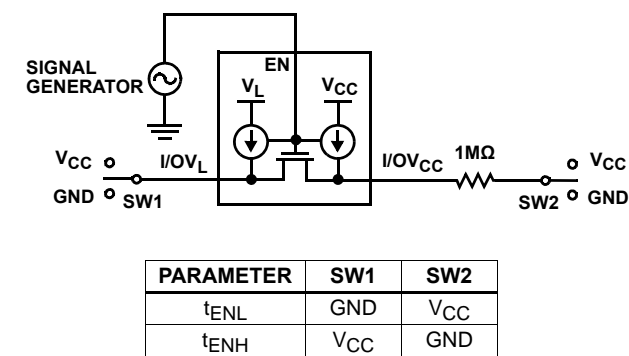 EN
SIGNAL
GENERATOR
VL VCC
VCC I/OVL I/OVCC 1MΩ VCC
GND SW1 SW2 GND
PARAMETER SW1 SW2
tENL GND VCC
tENH VCC GND